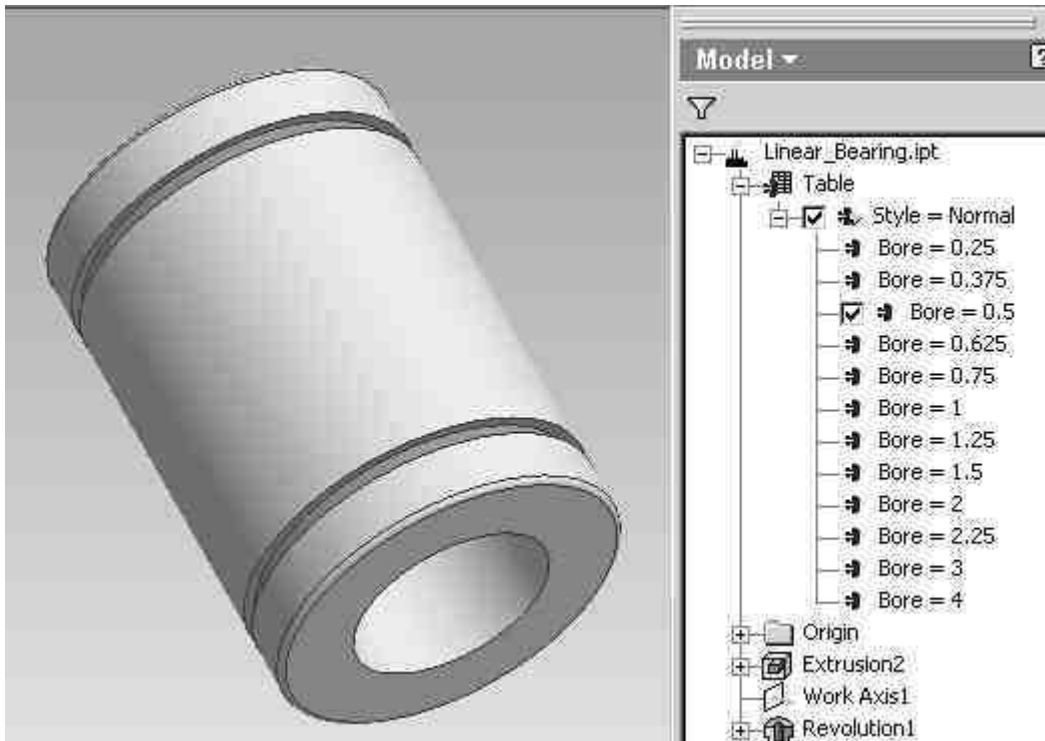 Model
?
Linear_Bearing.ipt
Table
Style = Normal
Bore = 0.25
Bore = 0.375
Bore = 0.5
Bore = 0.625
Bore = 0.75
Bore = 1
Bore = 1.25
Bore = 1.5
Bore = 2
Bore = 2.25
Bore = 3
Bore = 4
Origin
Extrusion2
Work Axis1
Revolution1